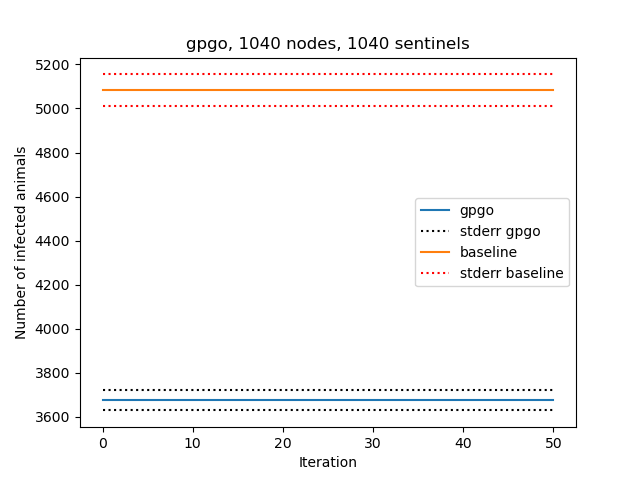 gpgo, 1040 nodes, 1040 sentinels
5200
5000
4800
4600
4400
4200
4000
3800
3600
Number of infected animals
gpgo
stderr gpgo
baseline
stderr baseline
0 10 20 30 40 50
Iteration